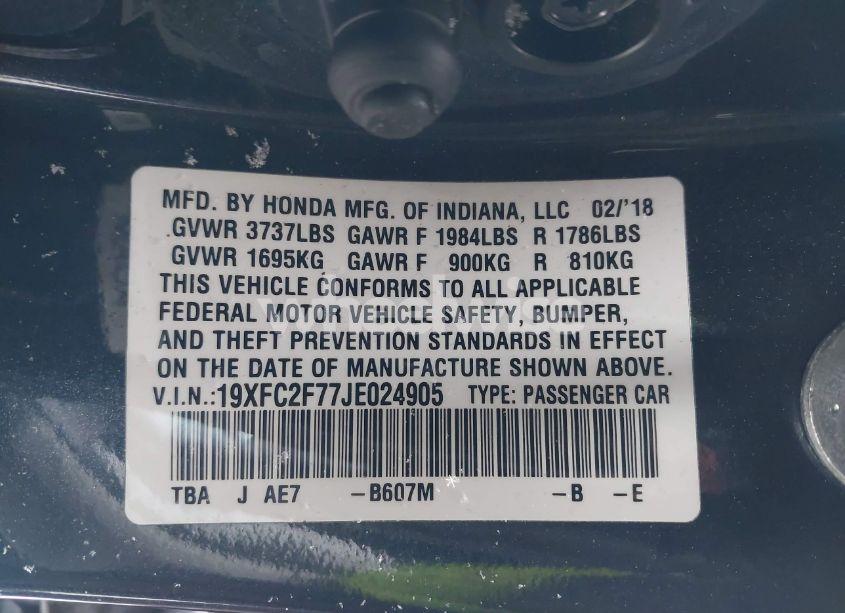 MFD. BY HONDA MFG. OF INDIANA, LLC 02/'18
GVWR 3737LBS GAWR F 1984LBS R 1786LBS
GVWR 1695KG GAWR F 900KG R 810KG
THIS VEHICLE CONFORMS TO ALL APPLICABLE
FEDERAL MOTOR VEHICLE SAFETY, BUMPER,
AND THEFT PREVENTION STANDARDS IN EFFECT
ON THE DATE OF MANUFACTURE SHOWN ABOVE.
V.I.N.:19XFC2F77JE024905 TYPE: PASSENGER CAR
TBA J AE7 -B607M -B -E